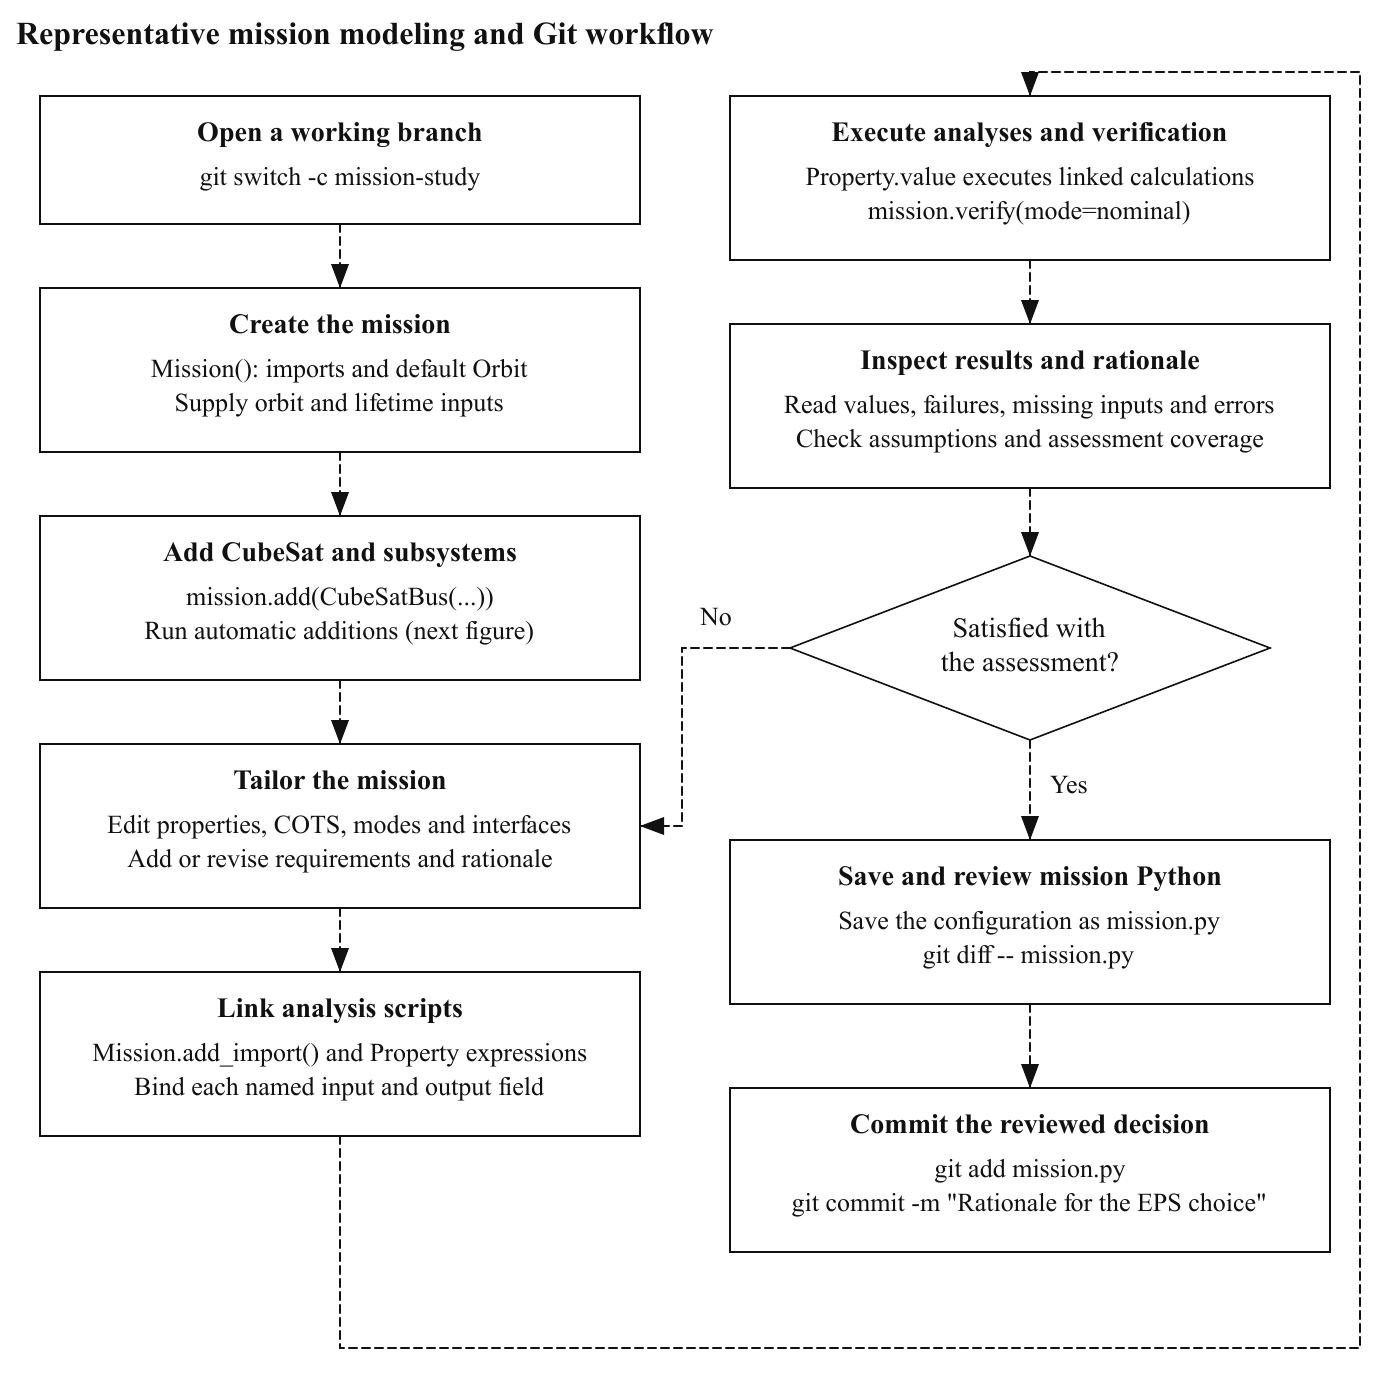 Representative mission modeling and Git workflow
Open a working branch
git switch -c mission-study
Create the mission
Mission(): imports and default Orbit
Supply orbit and lifetime inputs
Add CubeSat and subsystems
mission.add(CubeSatBus(...))
Run automatic additions (next figure)
Tailor the mission
Edit properties, COTS, modes and interfaces
Add or revise requirements and rationale
Link analysis scripts
Mission.add_import() and Property expressions
Bind each named input and output field
Execute analyses and verification
Property.value executes linked calculations
mission.verify(mode=nominal)
Inspect results and rationale
Read values, failures, missing inputs and errors
Check assumptions and assessment coverage
Satisfied with
the assessment?
No
Yes
Save and review mission Python
Save the configuration as mission.py
git diff -- mission.py
Commit the reviewed decision
git add mission.py
git commit -m "Rationale for the EPS choice"